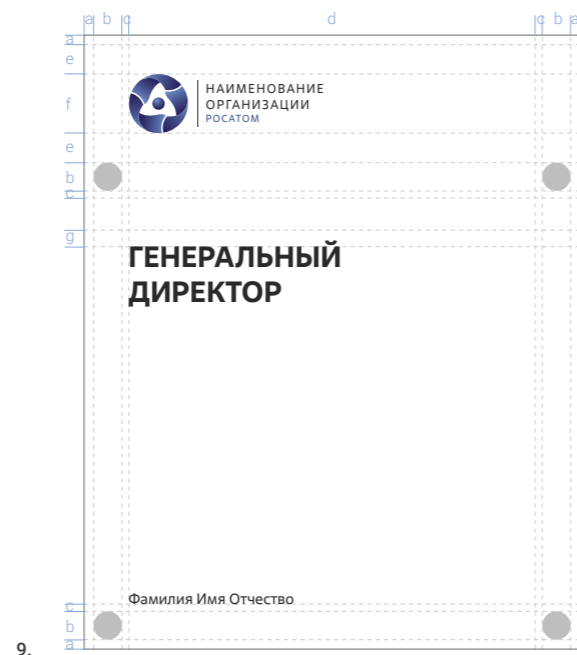 a b c d c b a
a
e
f
e
b
c
g
НАИМЕНОВАНИЕ
ОРГАНИЗАЦИИ
РОСАТОМ
ГЕНЕРАЛЬНЫЙ
ДИРЕКТОР
Фамилия Имя Отчество
c
b
a
9.